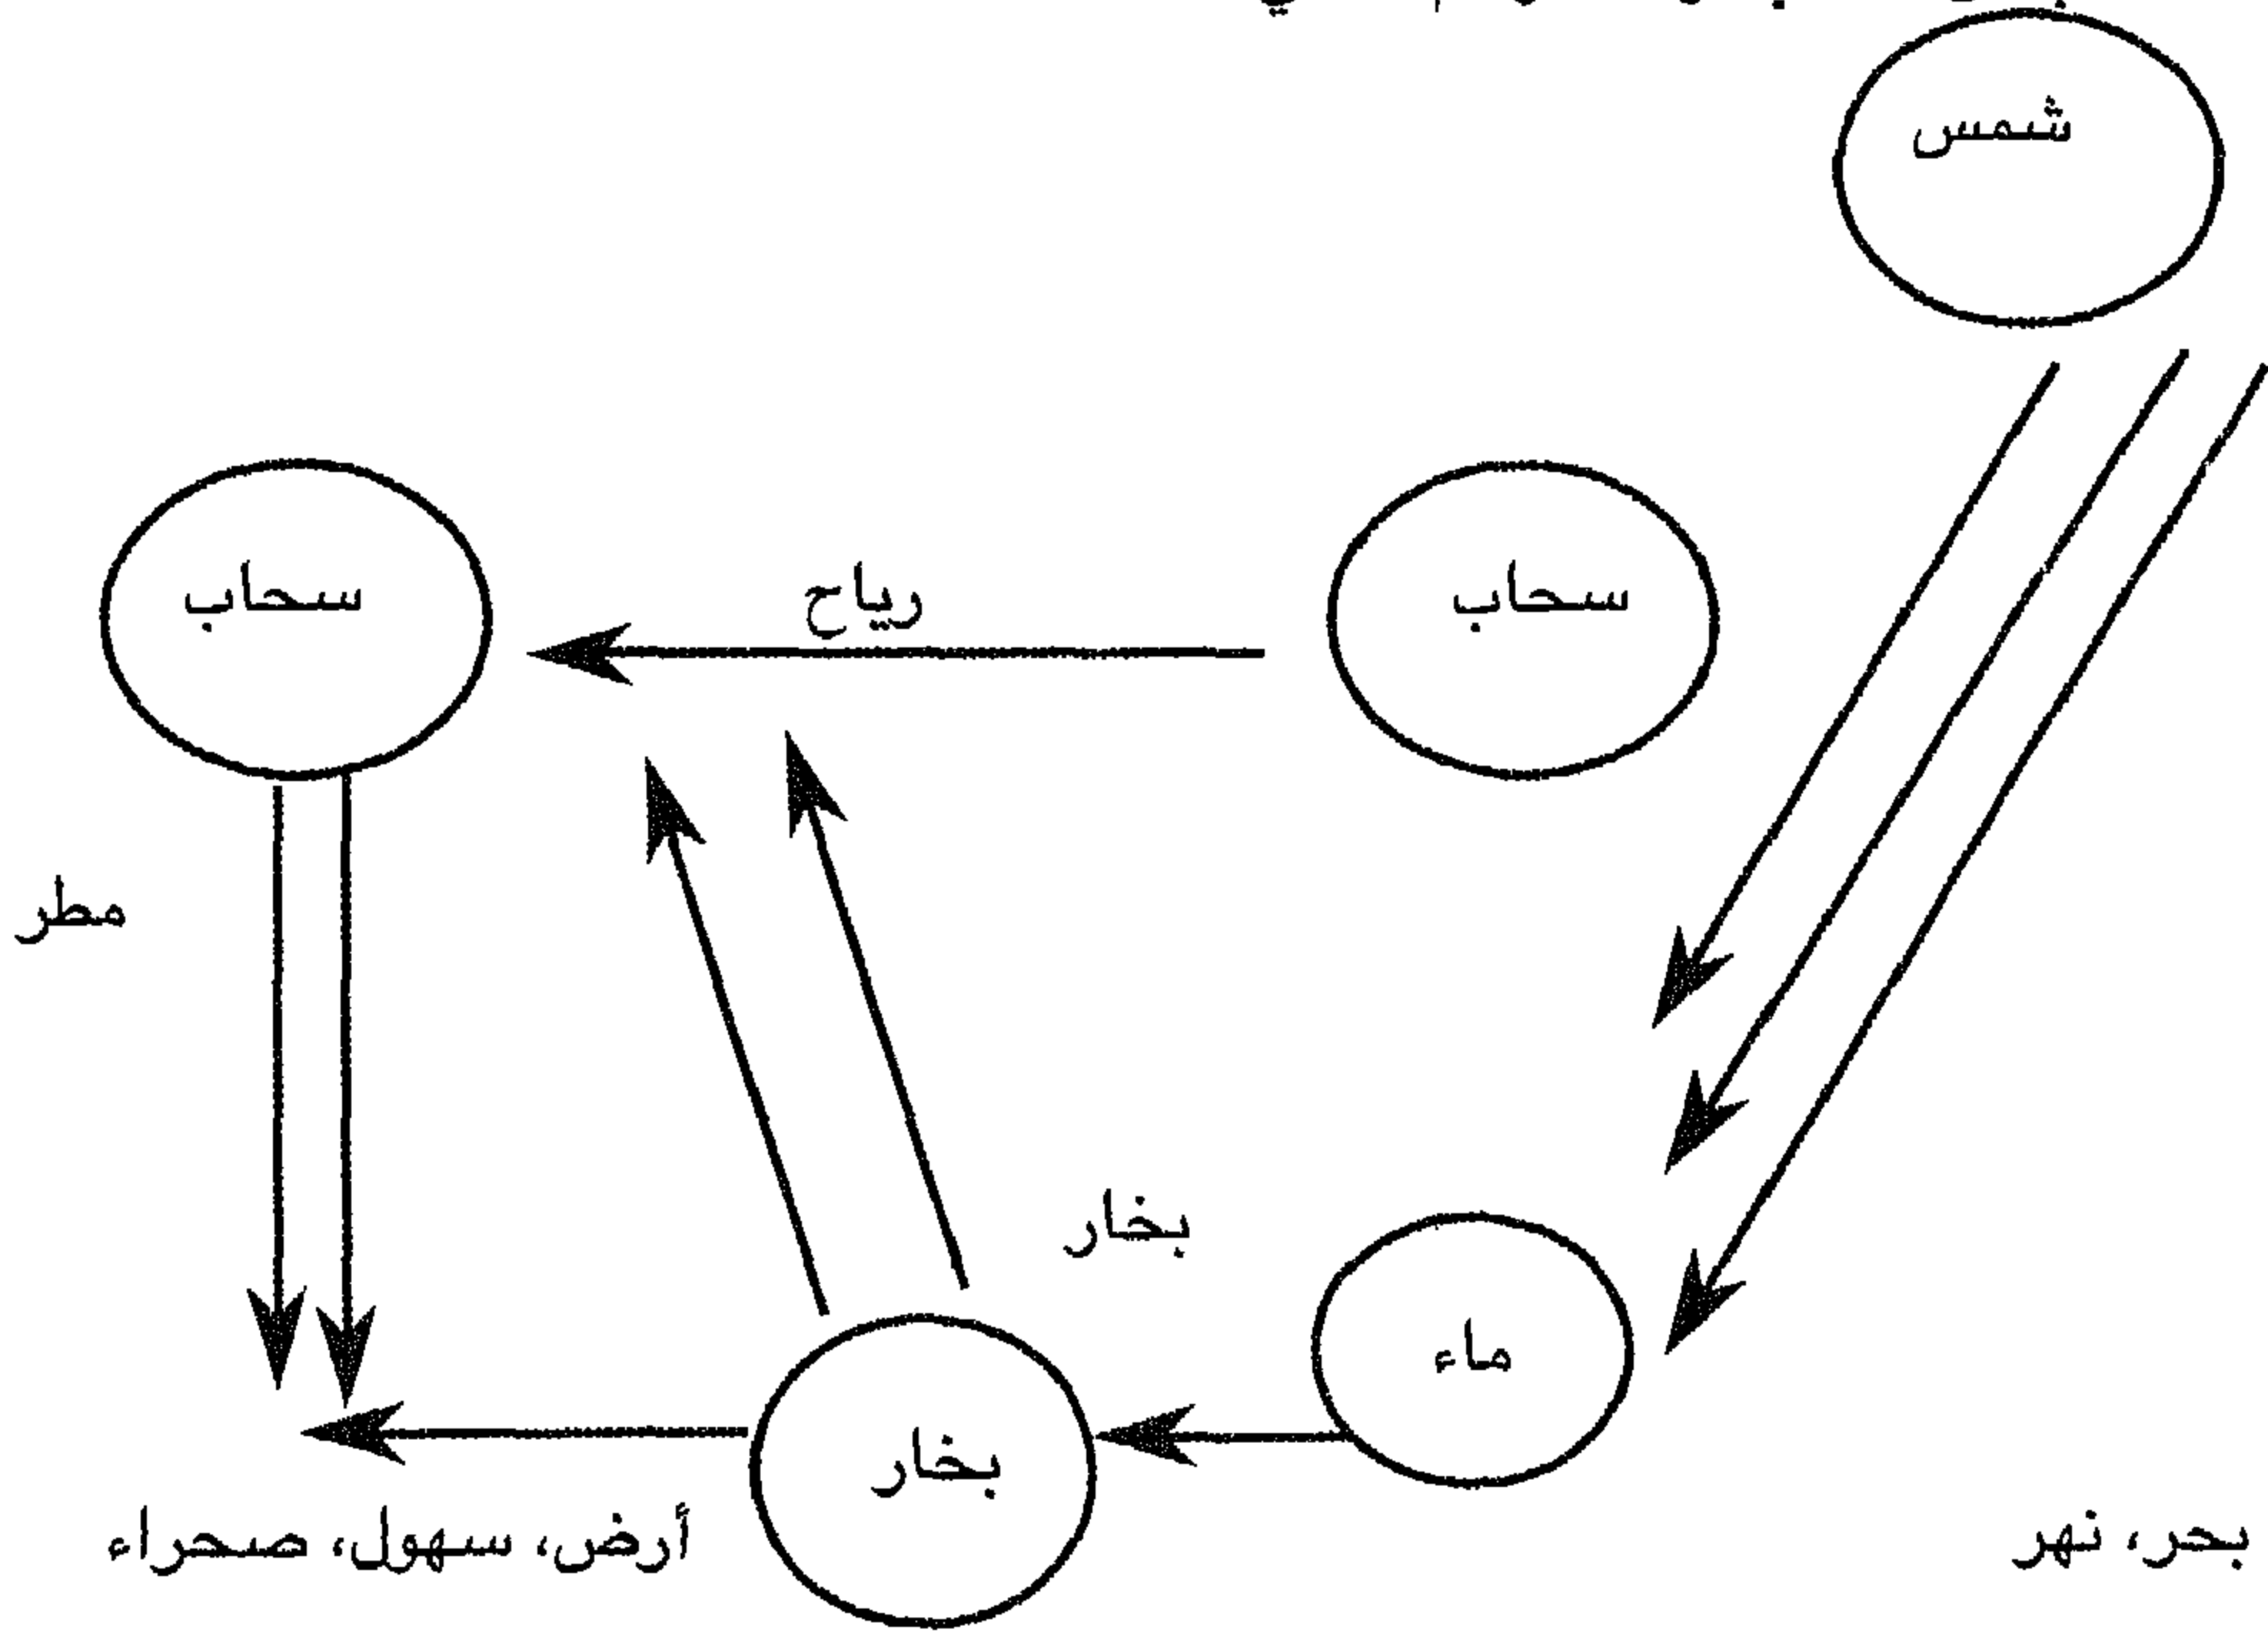 شمس
سحاب
رياح
سحاب
مطر
بخار
ماء
بخار
بحر، نهر
أرض، سهول، صحراء